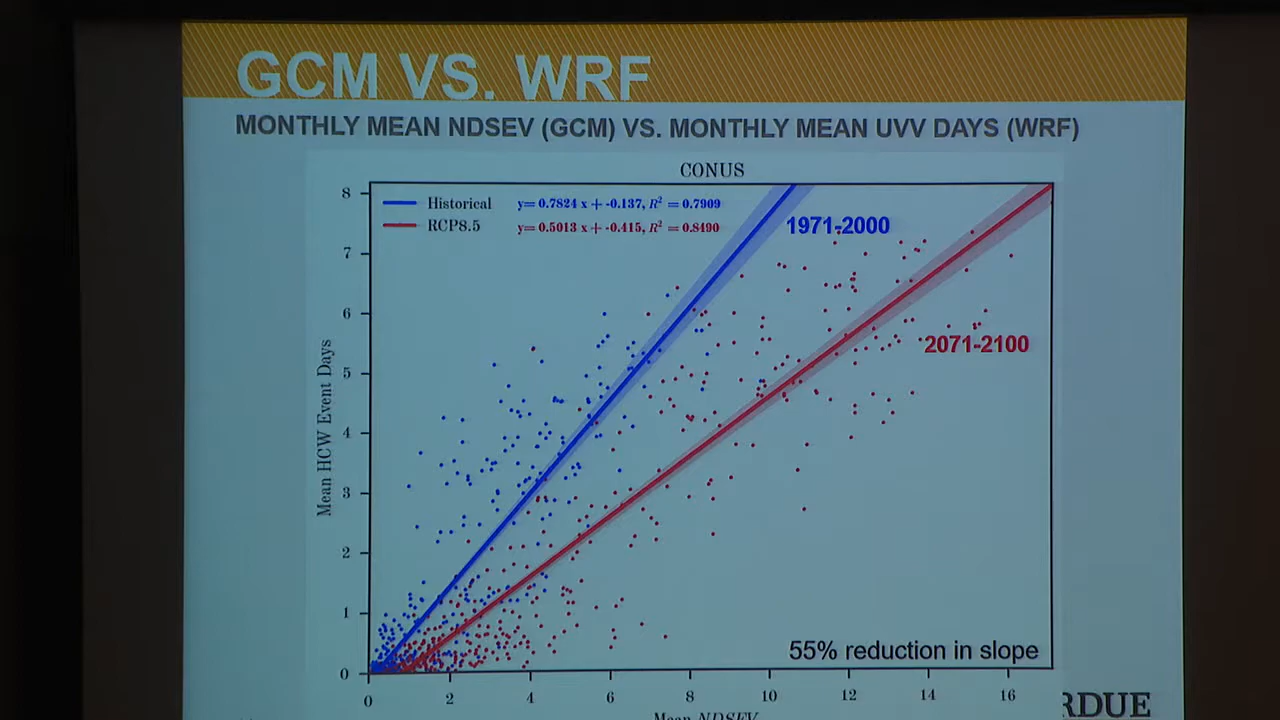 GCM VS. WRF
MONTHLY MEAN NDSEV (GCM) VS. MONTHLY MEAN UVV DAYS (WRF)
CONUS
Historical y= 0.7824 x + -0.137, R² = 0.7909
RCP8.5 y= 0.5013 x + -0.415, R² = 0.8490
1971-2000
2071-2100
55% reduction in slope
Mean HCW Event Days
8
7
6
5
4
3
2
1
0
0 2 4 6 8 10 12 14 16
Mean NDSEV
RDUE